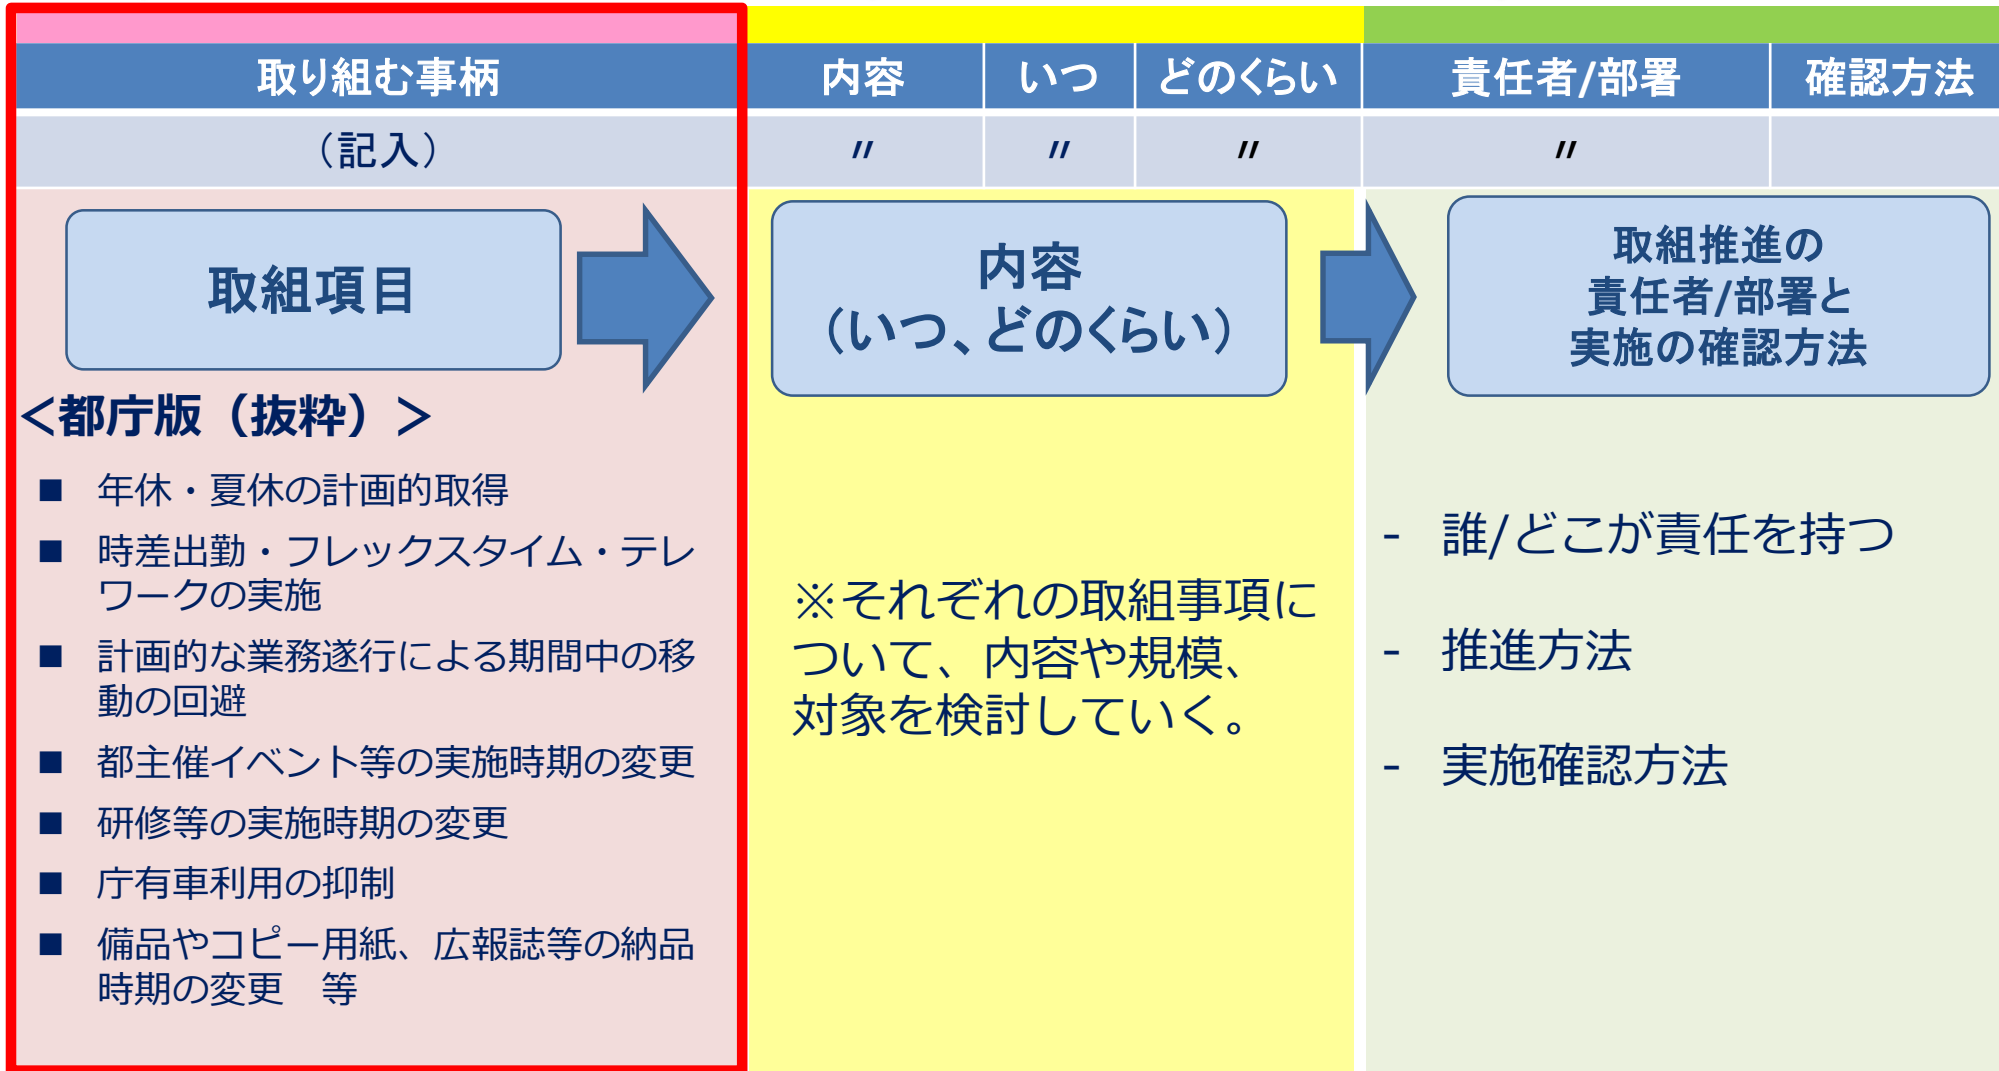 取り組む事柄 内容 いつ どのくらい 責任者/部署 確認方法
（記入） 〃 〃 〃 〃
取組項目
＜都庁版（抜粋）＞
■ 年休・夏休の計画的取得
■ 時差出勤・フレックスタイム・テレ
ワークの実施
■ 計画的な業務遂行による期間中の移
動の回避
■ 都主催イベント等の実施時期の変更
■ 研修等の実施時期の変更
■ 庁有車利用の抑制
■ 備品やコピー用紙、広報誌等の納品
時期の変更　等
内容
（いつ、どのくらい）
※それぞれの取組事項に
ついて、内容や規模、
対象を検討していく。
取組推進の
責任者/部署と
実施の確認方法
- 誰/どこが責任を持つ
- 推進方法
- 実施確認方法